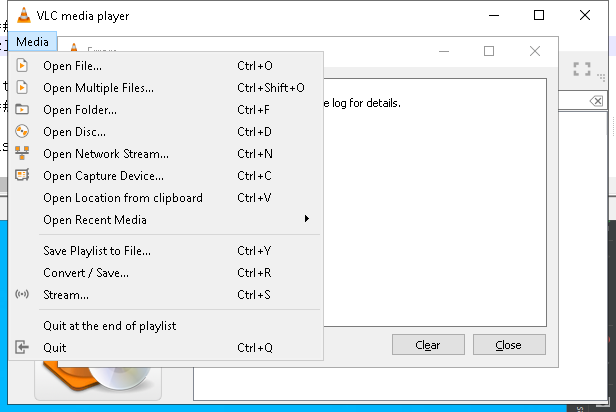 VLC media player
Media
Open File... Ctrl+O
Open Multiple Files... Ctrl+Shift+O
e log for details.
Open Folder... Ctrl+F
Open Disc... Ctrl+D
Open Network Stream... Ctrl+N
Open Capture Device... Ctrl+C
Open Location from clipboard Ctrl+V
Open Recent Media
Save Playlist to File... Ctrl+Y
Convert / Save... Ctrl+R
Stream... Ctrl+S
Quit at the end of playlist
Quit Ctrl+Q
Clear Close